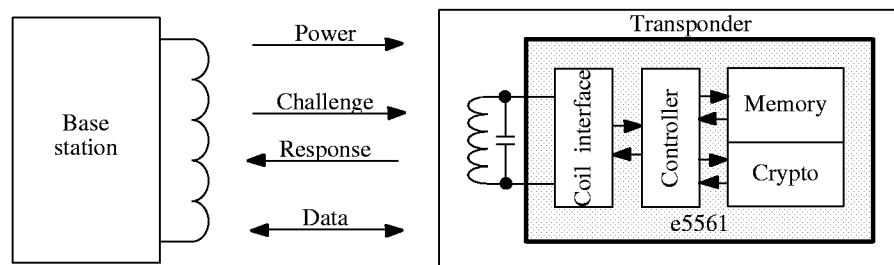 Base
station
Power
Challenge
Response
Data
Transponder
Coil interface
Controller
Memory
Crypto
e5561